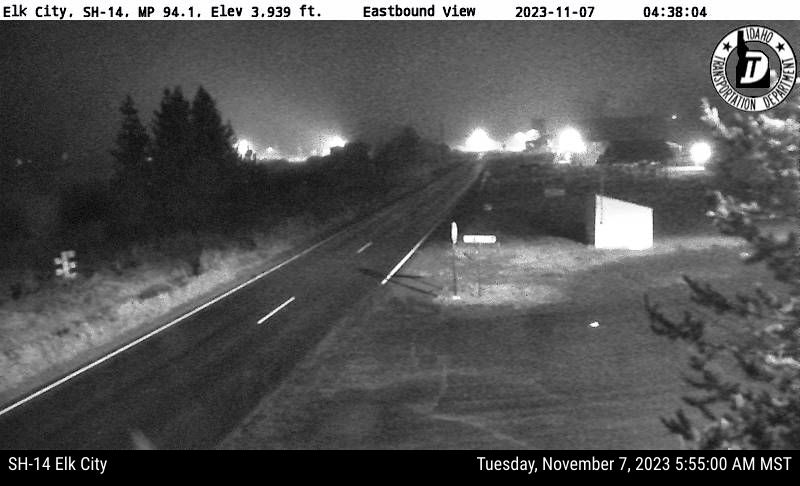 Elk City, SH-14, MP 94.1, Elev 3,939 ft. Eastbound View 2023-11-07 04:38:04
IDAHO
TRANSPORTATION DEPARTMENT
SH-14 Elk City Tuesday, November 7, 2023 5:55:00 AM MST